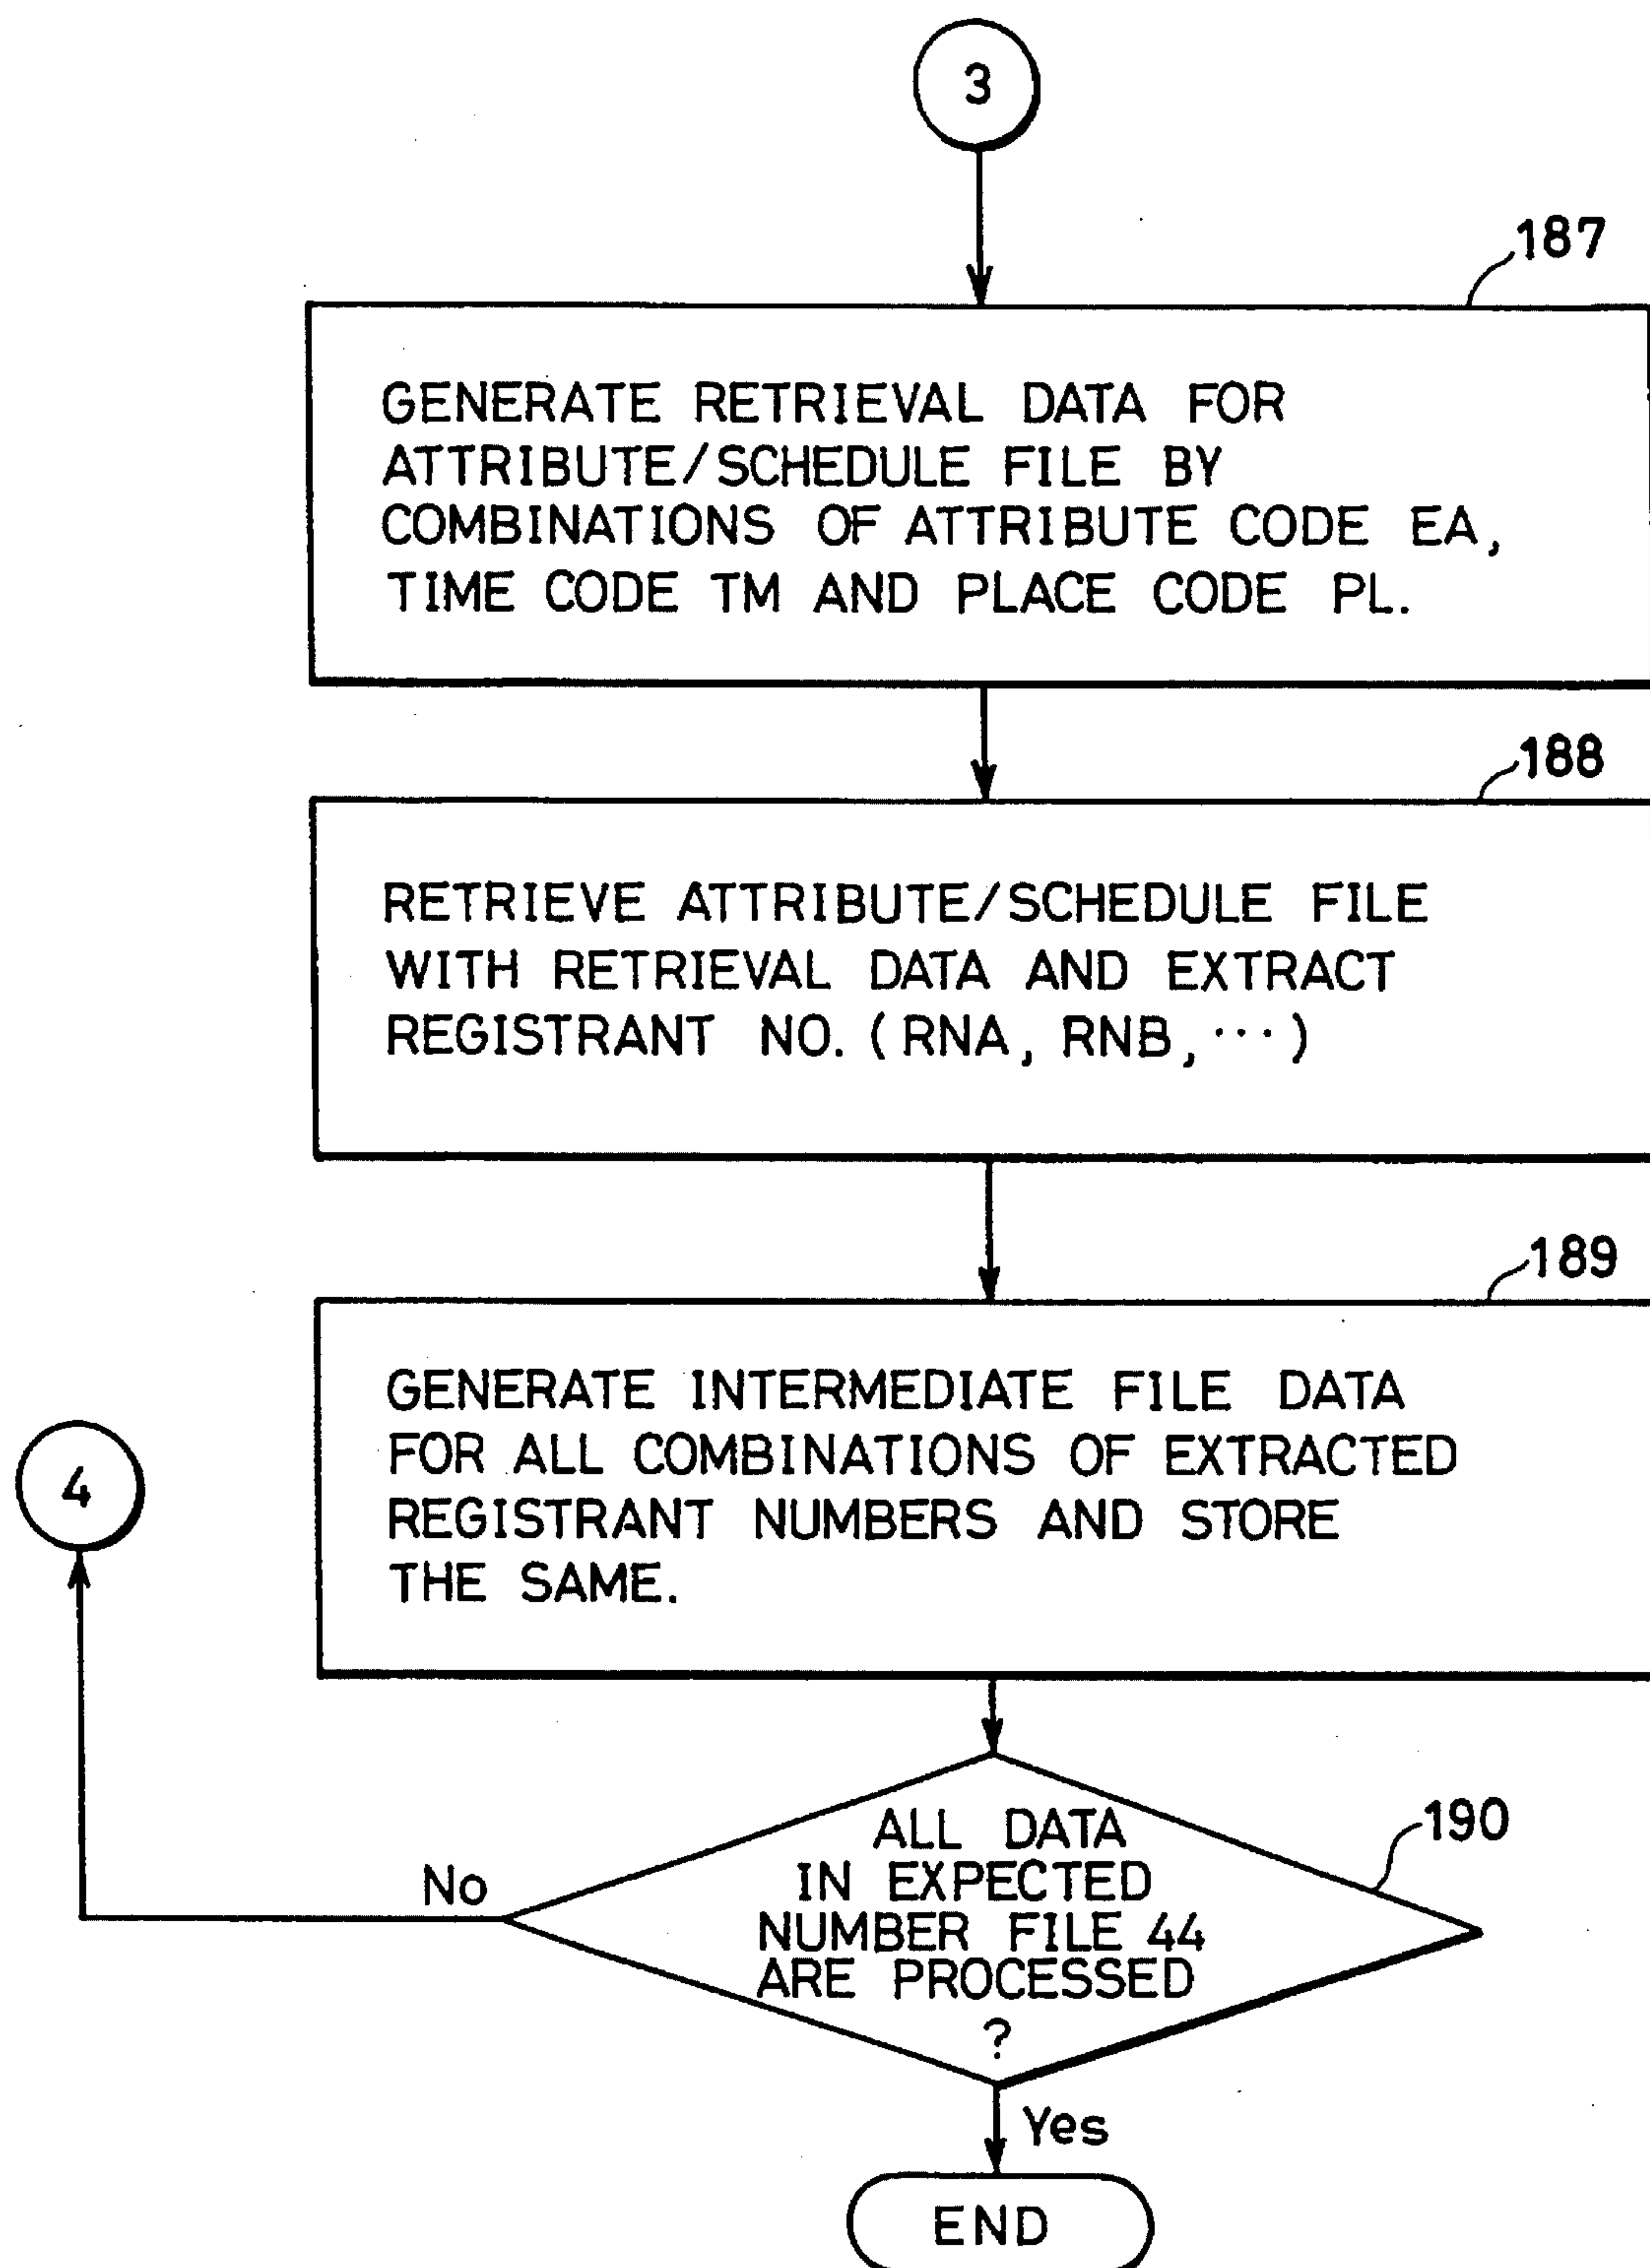 3
187
GENERATE RETRIEVAL DATA FOR
ATTRIBUTE/SCHEDULE FILE BY
COMBINATIONS OF ATTRIBUTE CODE EA,
TIME CODE TM AND PLACE CODE PL.
188
RETRIEVE ATTRIBUTE/SCHEDULE FILE
WITH RETRIEVAL DATA AND EXTRACT
REGISTRANT NO. (RNA, RNB, ···)
189
GENERATE INTERMEDIATE FILE DATA
FOR ALL COMBINATIONS OF EXTRACTED
REGISTRANT NUMBERS AND STORE
THE SAME.
4
190
ALL DATA
IN EXPECTED
NUMBER FILE 44
ARE PROCESSED
?
No
Yes
END